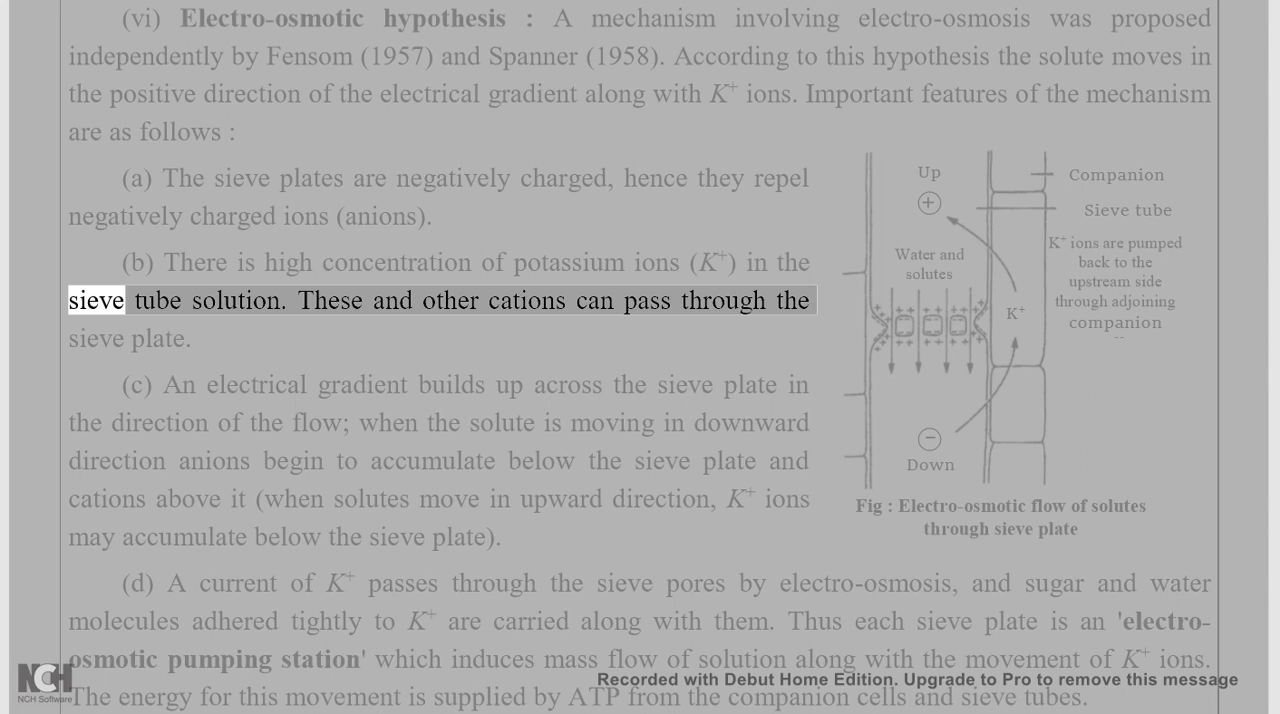 (vi) Electro-osmotic hypothesis : A mechanism involving electro-osmosis was proposed
independently by Fensom (1957) and Spanner (1958). According to this hypothesis the solute moves in
the positive direction of the electrical gradient along with K⁺ ions. Important features of the mechanism
are as follows :
(a) The sieve plates are negatively charged, hence they repel
negatively charged ions (anions).
(b) There is high concentration of potassium ions (K⁺) in the
sieve tube solution. These and other cations can pass through the
sieve plate.
(c) An electrical gradient builds up across the sieve plate in
the direction of the flow; when the solute is moving in downward
direction anions begin to accumulate below the sieve plate and
cations above it (when solutes move in upward direction, K⁺ ions
may accumulate below the sieve plate).
Up
+
Water and
solutes
K⁺
−
Down
Companion
Sieve tube
K⁺ ions are pumped
back to the
upstream side
through adjoining
companion
Fig : Electro-osmotic flow of solutes
through sieve plate
(d) A current of K⁺ passes through the sieve pores by electro-osmosis, and sugar and water
molecules adhered tightly to K⁺ are carried along with them. Thus each sieve plate is an 'electro-
osmotic pumping station' which induces mass flow of solution along with the movement of K⁺ ions.
The energy for this movement is supplied by ATP from the companion cells and sieve tubes.
NCH
NCH Software
Recorded with Debut Home Edition. Upgrade to Pro to remove this message